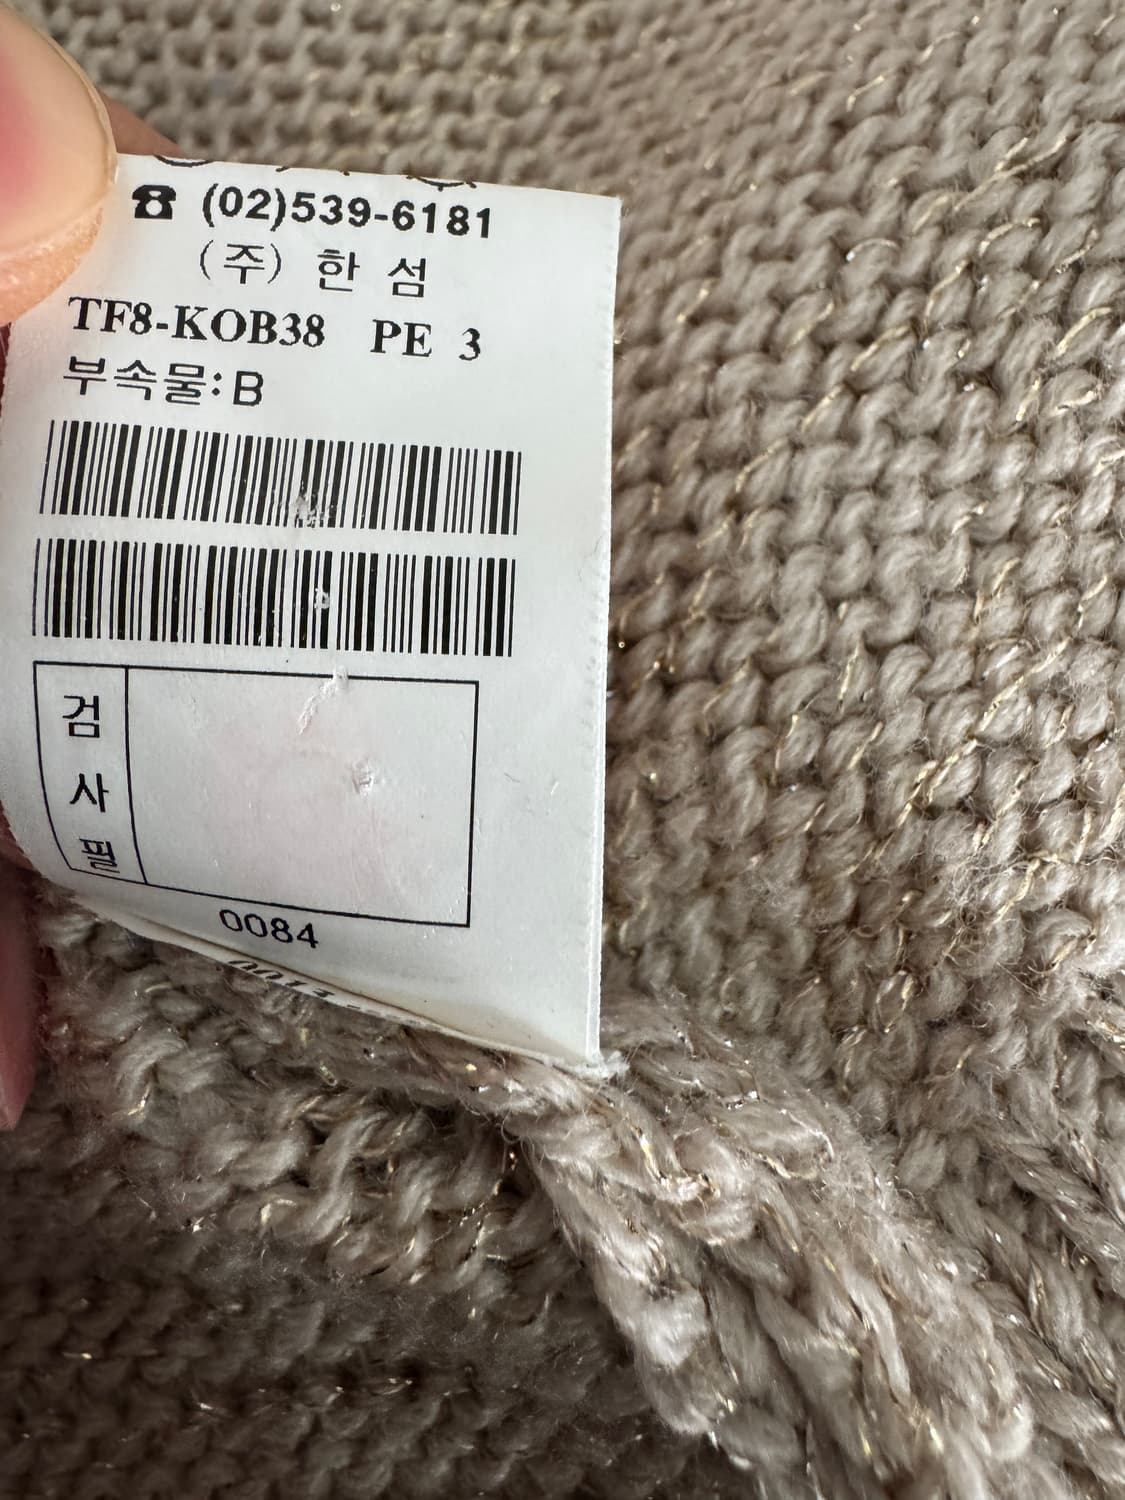 ☎ (02)539-6181
(주) 한 섬
TF8-KOB38 PE 3
부속물:B
검
사
필
0084